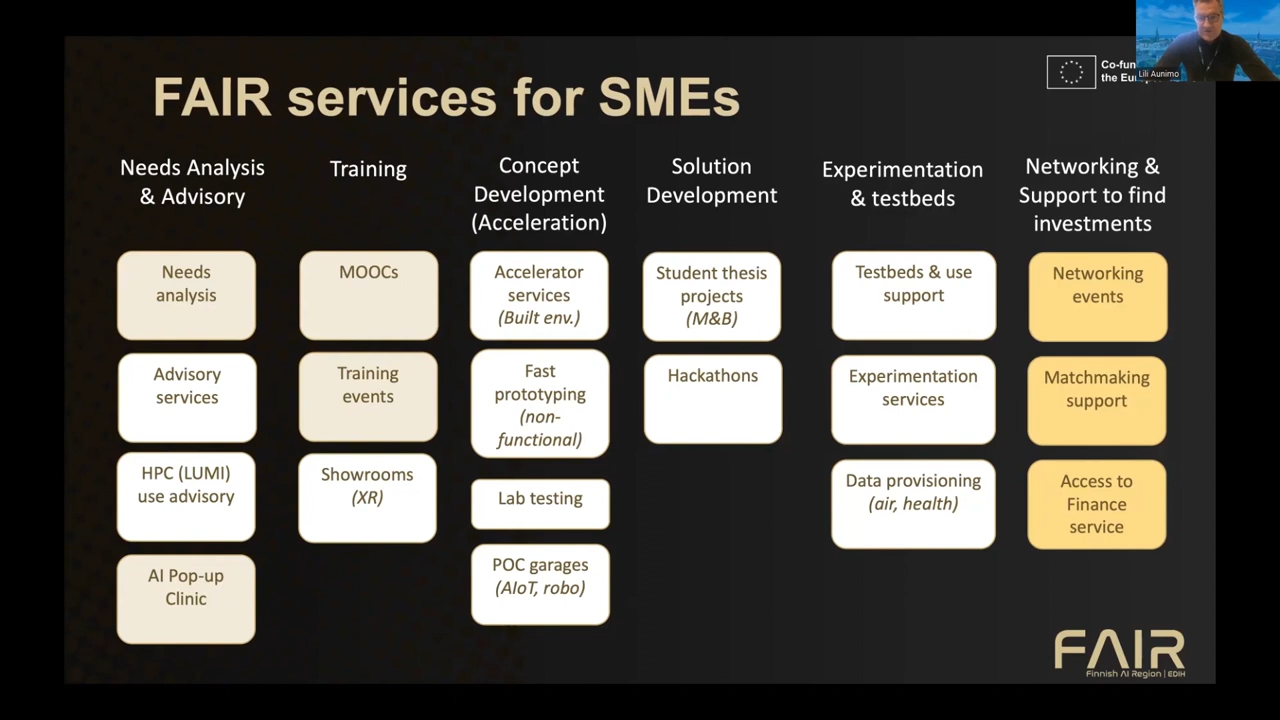 FAIR services for SMEs
Co-fun
the Eu
Lili Aunimo
Needs Analysis
& Advisory
Needs
analysis
Advisory
services
HPC (LUMI)
use advisory
AI Pop-up
Clinic
Training
MOOCs
Training
events
Showrooms
(XR)
Concept
Development
(Acceleration)
Accelerator
services
(Built env.)
Fast
prototyping
(non-
functional)
Lab testing
POC garages
(AIoT, robo)
Solution
Development
Student thesis
projects
(M&B)
Hackathons
Experimentation
& testbeds
Testbeds & use
support
Experimentation
services
Data provisioning
(air, health)
Networking &
Support to find
investments
Networking
events
Matchmaking
support
Access to
Finance
service
FAIR
Finnish AI Region | EDIH